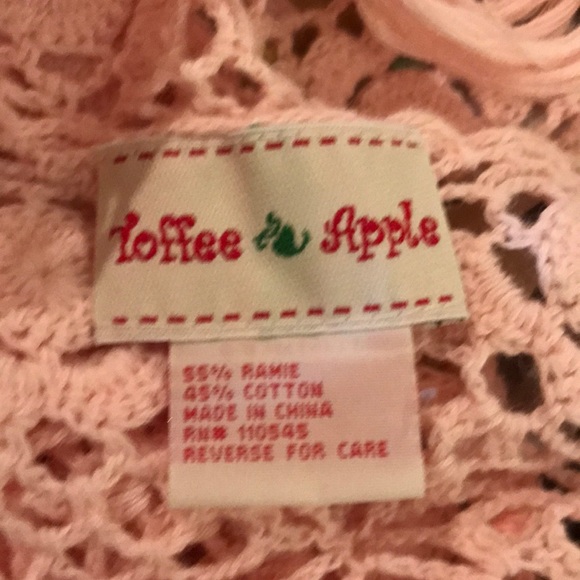 Toffee Apple
55% RAMIE
45% COTTON
MADE IN CHINA
RN# 110545
REVERSE FOR CARE